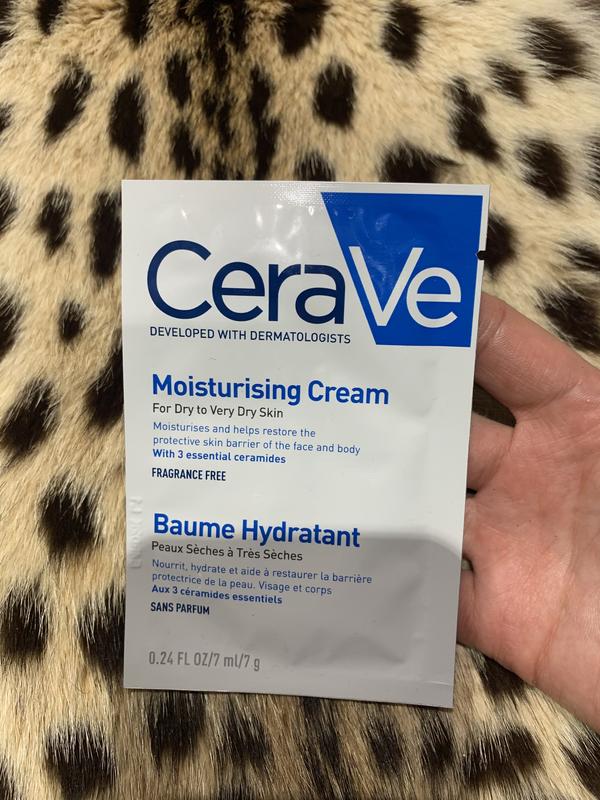 CeraVe
DEVELOPED WITH DERMATOLOGISTS
Moisturising Cream
For Dry to Very Dry Skin
Moisturises and helps restore the
protective skin barrier of the face and body
With 3 essential ceramides
FRAGRANCE FREE
Baume Hydratant
Peaux Sèches à Très Sèches
Nourrit, hydrate et aide à restaurer la barrière
protectrice de la peau. Visage et corps
Aux 3 céramides essentiels
SANS PARFUM
0.24 FL OZ/7 ml/7 g